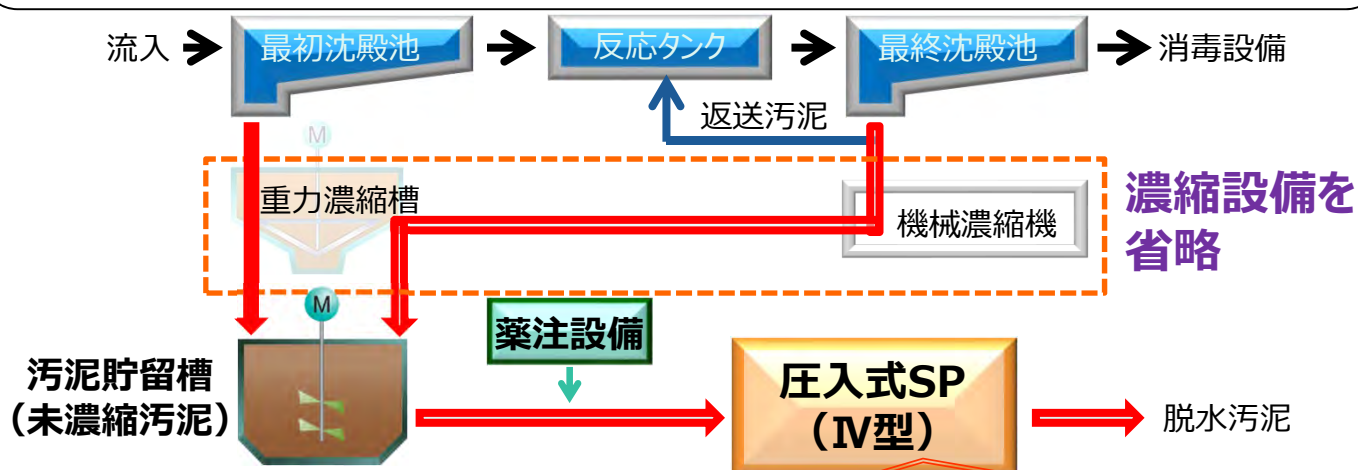 流入
最初沈殿池
反応タンク
最終沈殿池
消毒設備
返送汚泥
M
重力濃縮槽
機械濃縮機
濃縮設備を
省略
M
薬注設備
汚泥貯留槽
（未濃縮汚泥）
圧入式SP
（Ⅳ型）
脱水汚泥